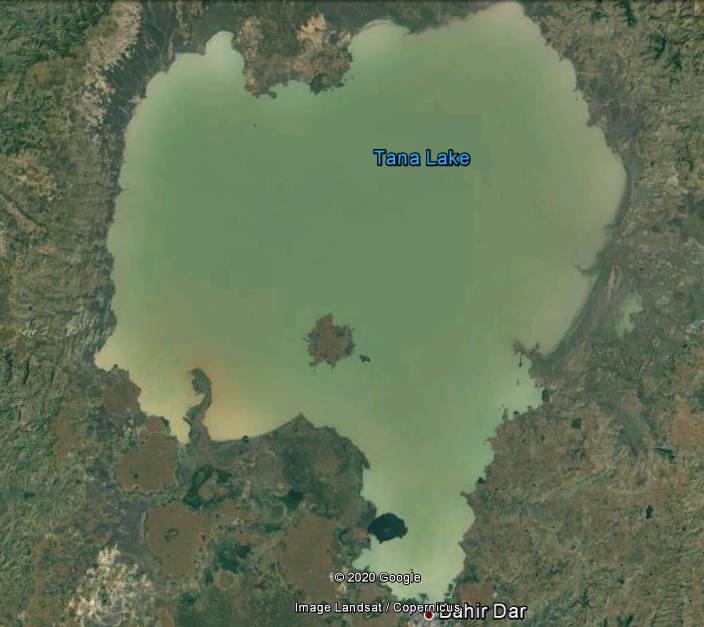 Tana Lake
© 2020 Google
Image Landsat / Copernicus
Bahir Dar